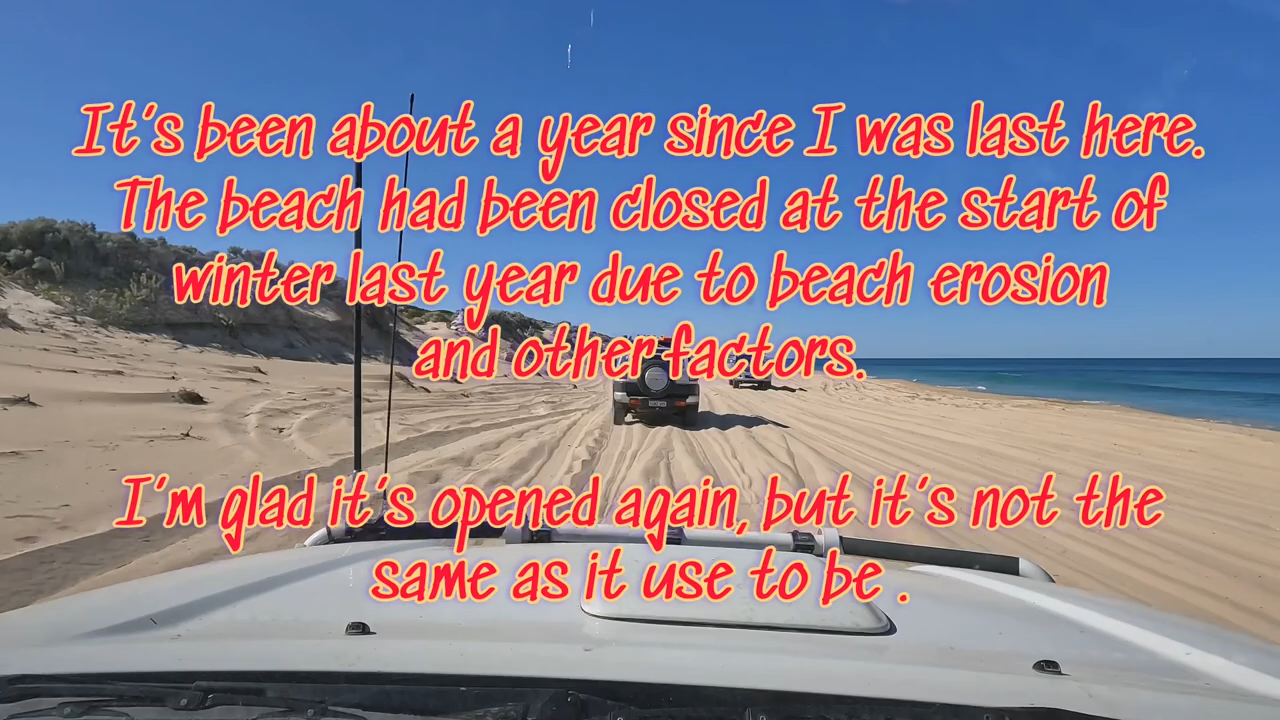 It's been about a year since I was last here.
The beach had been closed at the start of
winter last year due to beach erosion
and other factors.
I'm glad it's opened again, but it's not the
same as it use to be .